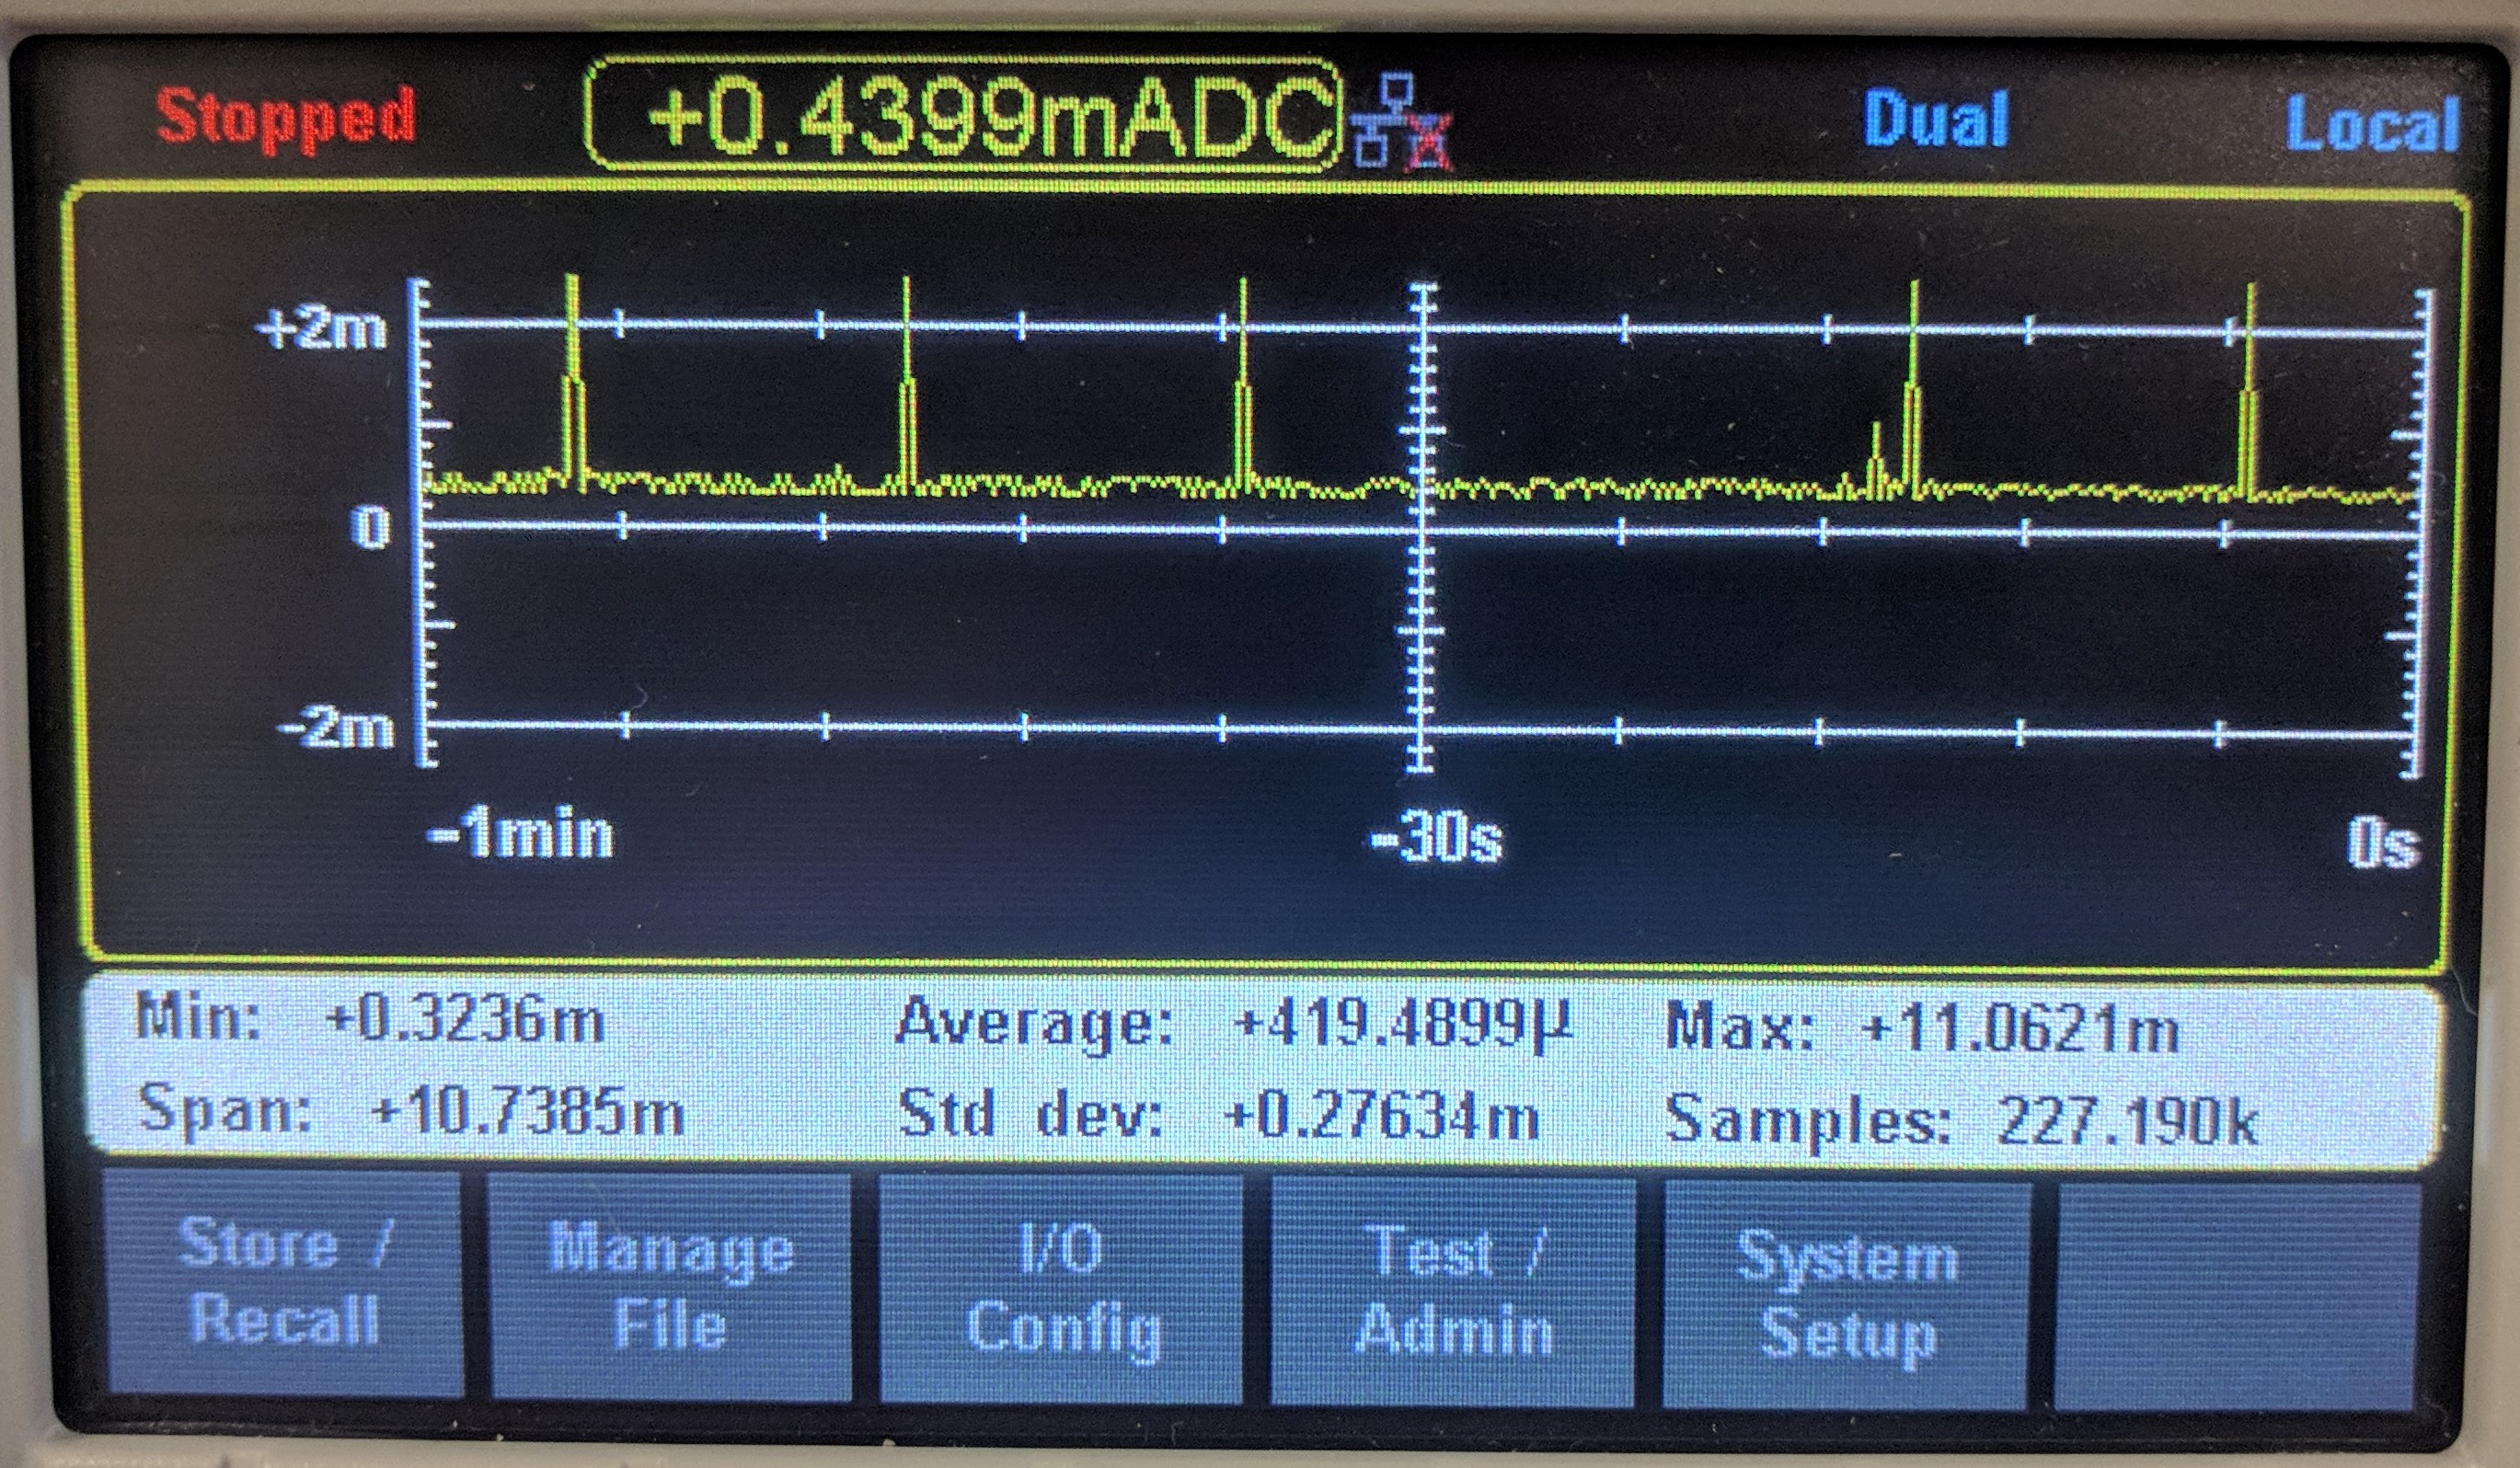 Stopped +0.4399mADC Dual Local
+2m
0
-2m
-1min -30s 0s
Min: +0.3236m Average: +419.4899µ Max: +11.0621m
Span: +10.7385m Std dev: +0.27634m Samples: 227.190k
Store / Manage I/O Test / System
Recall File Config Admin Setup